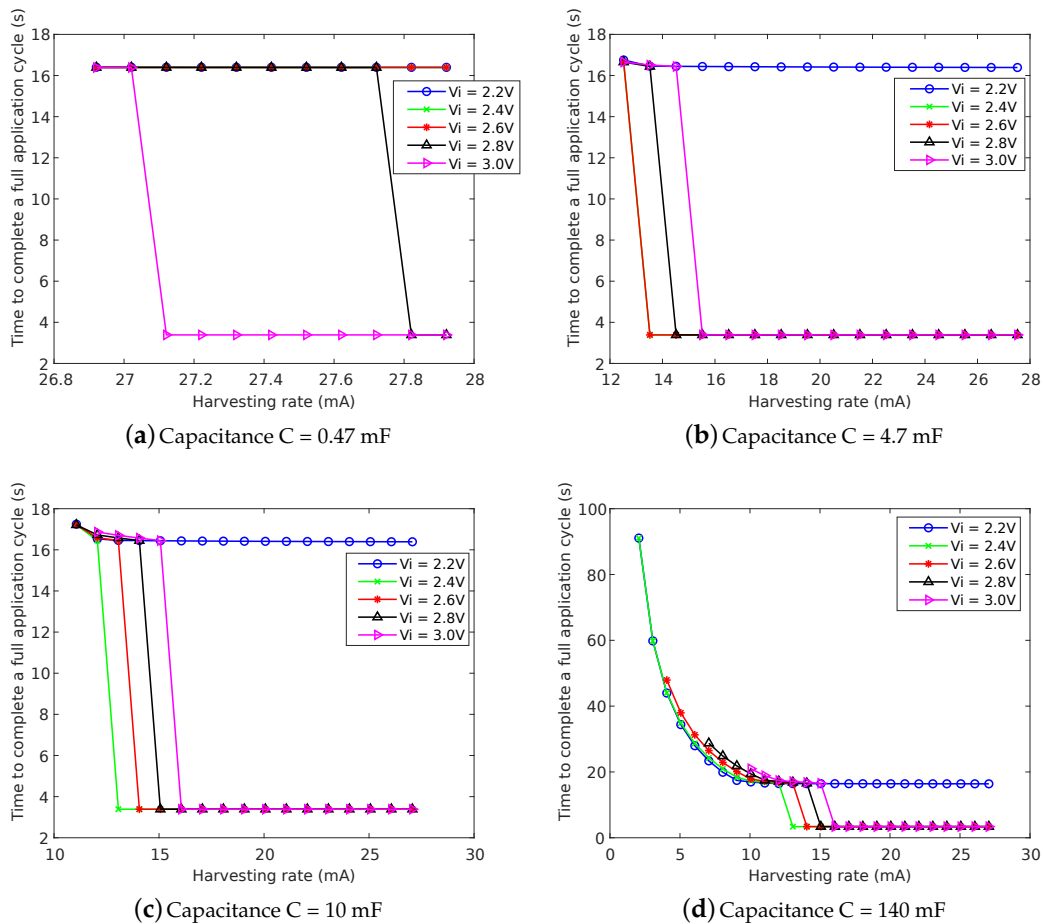 Time to complete a full application cycle (s)
18
16
14
12
10
8
6
4
2
26.8
27
27.2
27.4
27.6
27.8
28
Harvesting rate (mA)
Vi = 2.2V
Vi = 2.4V
Vi = 2.6V
Vi = 2.8V
Vi = 3.0V
(a) Capacitance C = 0.47 mF
Time to complete a full application cycle (s)
18
16
14
12
10
8
6
4
2
12
14
16
18
20
22
24
26
28
Harvesting rate (mA)
Vi = 2.2V
Vi = 2.4V
Vi = 2.6V
Vi = 2.8V
Vi = 3.0V
(b) Capacitance C = 4.7 mF
Time to complete a full application cycle (s)
18
16
14
12
10
8
6
4
2
10
15
20
25
30
Harvesting rate (mA)
Vi = 2.2V
Vi = 2.4V
Vi = 2.6V
Vi = 2.8V
Vi = 3.0V
(c) Capacitance C = 10 mF
Time to complete a full application cycle (s)
100
80
60
40
20
0
0
5
10
15
20
25
30
Harvesting rate (mA)
Vi = 2.2V
Vi = 2.4V
Vi = 2.6V
Vi = 2.8V
Vi = 3.0V
(d) Capacitance C = 140 mF